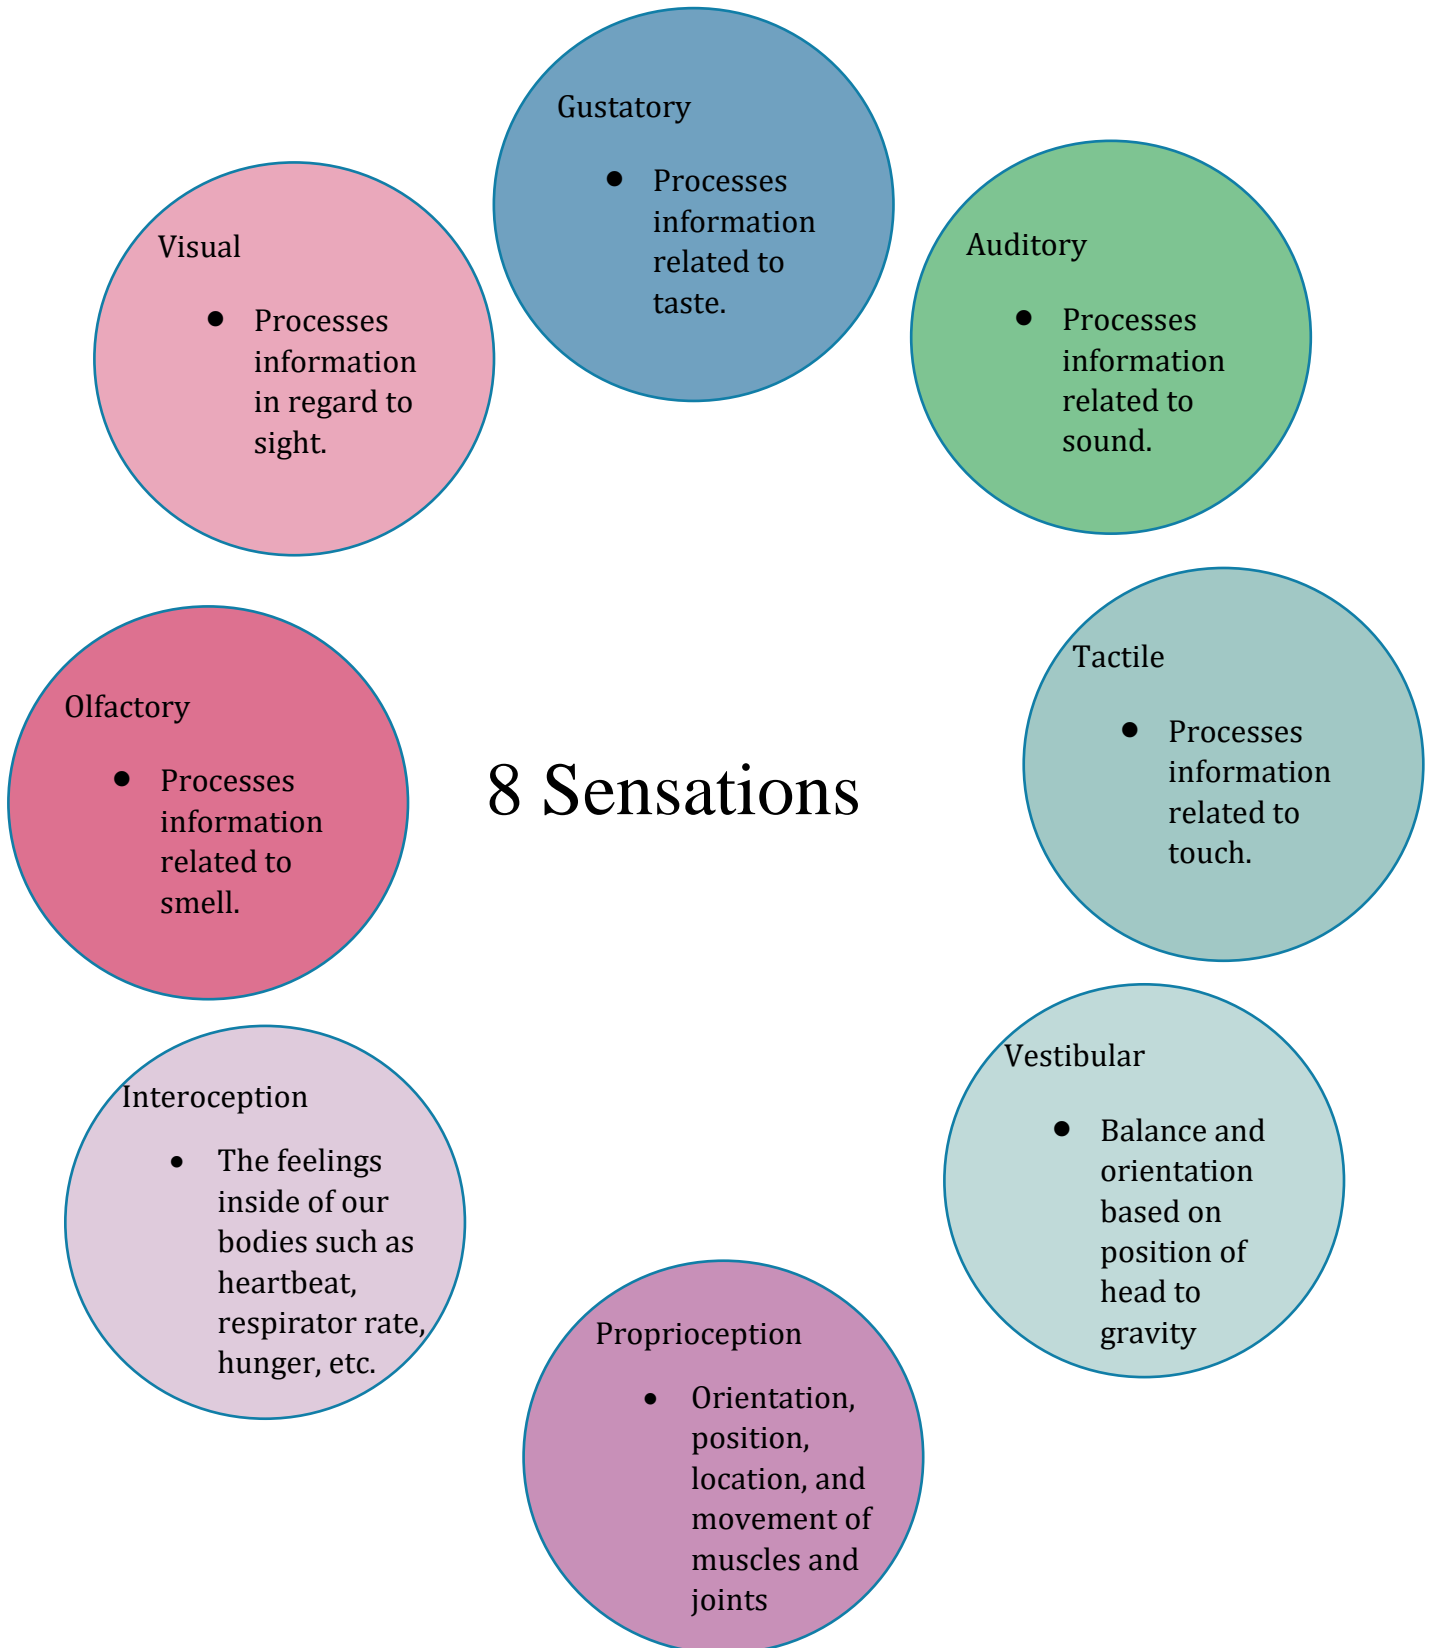 Gustatory
● Processes
information
related to
taste.
Visual
● Processes
information
in regard to
sight.
Auditory
● Processes
information
related to
sound.
Tactile
● Processes
information
related to
touch.
Olfactory
● Processes
information
related to
smell.
8 Sensations
Vestibular
● Balance and
orientation
based on
position of
head to
gravity
Interoception
• The feelings
inside of our
bodies such as
heartbeat,
respirator rate,
hunger, etc.
Proprioception
• Orientation,
position,
location, and
movement of
muscles and
joints